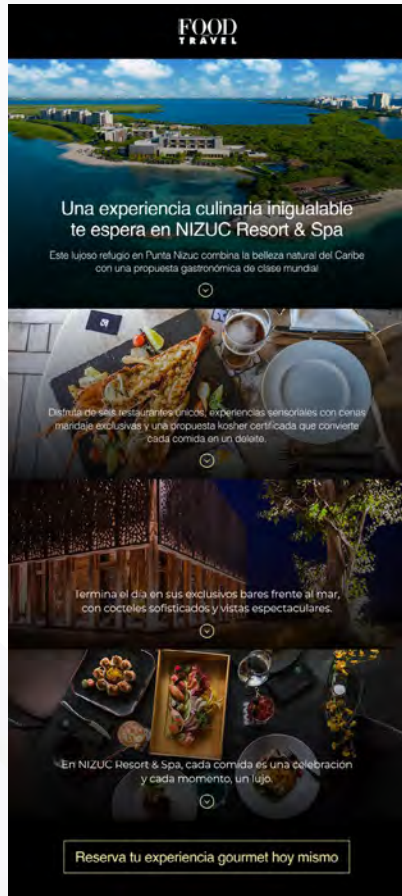 FOOD
TRAVEL
Una experiencia culinaria inigualable
te espera en NIZUC Resort & Spa
Este lujoso refugio en Punta Nizuc combina la belleza natural del Caribe
con una propuesta gastronómica de clase mundial
Disfruta de seis restaurantes únicos, experiencias sensoriales con cenas
maridaje exclusivas y una propuesta kosher certificada que convierte
cada comida en un deleite.
Termina el día en sus exclusivos bares frente al mar,
con cocteles sofisticados y vistas espectaculares.
En NIZUC Resort & Spa, cada comida es una celebración
y cada momento, un lujo.
Reserva tu experiencia gourmet hoy mismo